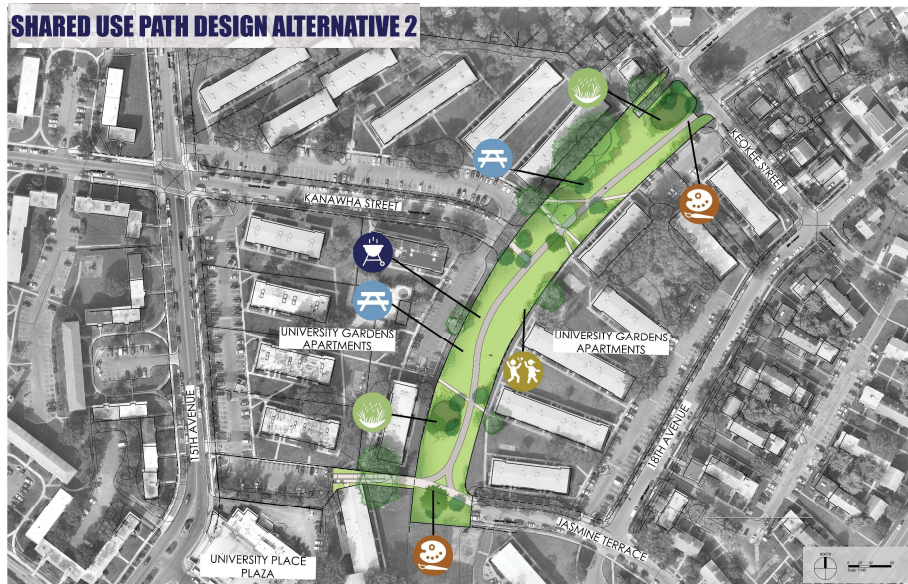 SHARED USE PATH DESIGN ALTERNATIVE 2
KEOKEE STREET
KANAWHA STREET
UNIVERSITY GARDENS
APARTMENTS
UNIVERSITY GARDENS
APARTMENTS
15TH AVENUE
18TH AVENUE
JASMINE TERRACE
UNIVERSITY PLACE
PLAZA
NORTH